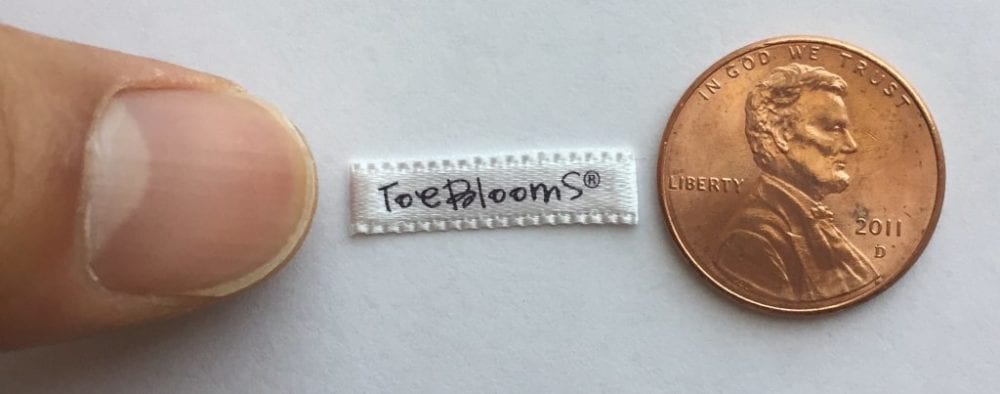 ToeBloomS®
IN GOD WE TRUST
LIBERTY
2011
D